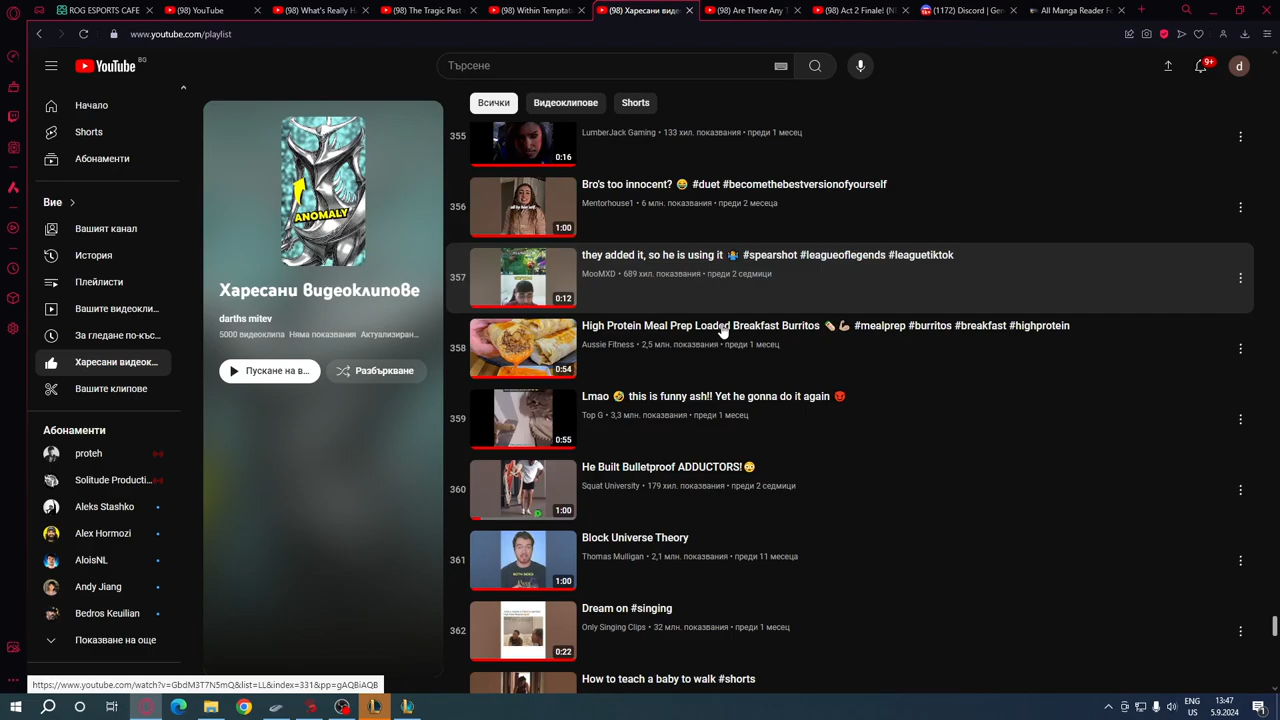 ROG ESPORTS CAFE
(98) YouTube
(98) What's Really H
(98) The Tragic Past
(98) Within Temptat
(98) Харесани виде
(98) Are There Any T
(98) Act 2 Finale! (N
(1172) Discord | Gen
All Manga Reader Fo
www.youtube.com/playlist
YouTube BG
Търсене
9+
d
Начало
Shorts
Абонаменти
Вие
Вашият канал
История
Плейлисти
Вашите видеокли...
За гледане по-къс...
Харесани видеок...
Вашите клипове
Абонаменти
proteh
Solitude Producti...
Aleks Stashko
Alex Hormozi
AloisNL
Andy Jiang
Bedros Keuilian
Показване на още
ANOMALY
Харесани видеоклипове
darths mitev
5000 видеоклипа Няма показвания Актуализиран...
Пускане на в...
Разбъркване
Всички
Видеоклипове
Shorts
355
0:16
LumberJack Gaming • 133 хил. показвания • преди 1 месец
356
1:00
Bro's too innocent? 😂 #duet #becomethebestversionofyourself
Mentorhouse1 • 6 млн. показвания • преди 2 месеца
357
0:12
they added it, so he is using it 🤷‍♂️ #spearshot #leagueoflegends #leaguetiktok
MooMXD • 689 хил. показвания • преди 2 седмици
358
0:54
High Protein Meal Prep Loaded Breakfast Burritos 🌯💪🏼 #mealprep #burritos #breakfast #highprotein
Aussie Fitness • 2,5 млн. показвания • преди 1 месец
359
0:55
Lmao 🤣 this is funny ash!! Yet he gonna do it again 👹
Top G • 3,3 млн. показвания • преди 1 месец
360
1:00
He Built Bulletproof ADDUCTORS!😳
Squat University • 179 хил. показвания • преди 2 седмици
361
1:00
Block Universe Theory
Thomas Mulligan • 2,1 млн. показвания • преди 11 месеца
362
0:22
Dream on #singing
Only Singing Clips • 32 млн. показвания • преди 1 месец
How to teach a baby to walk #shorts
https://www.youtube.com/watch?v=GbdM3T7N5mQ&list=LL&index=331&pp=gAQBiAQB
ENG
US
13:47
5.9.2024